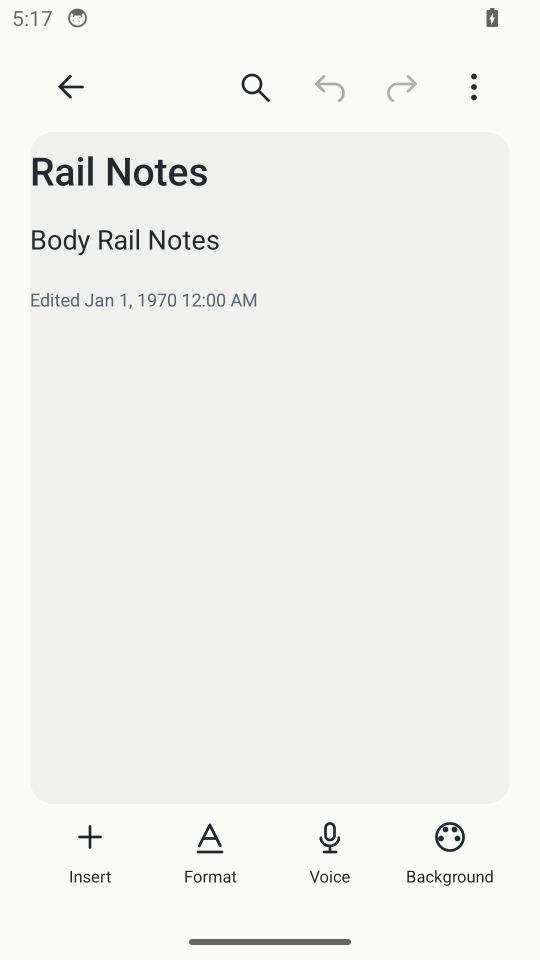 5:17
Rail Notes
Body Rail Notes
Edited Jan 1, 1970 12:00 AM
Insert
Format
Voice
Background